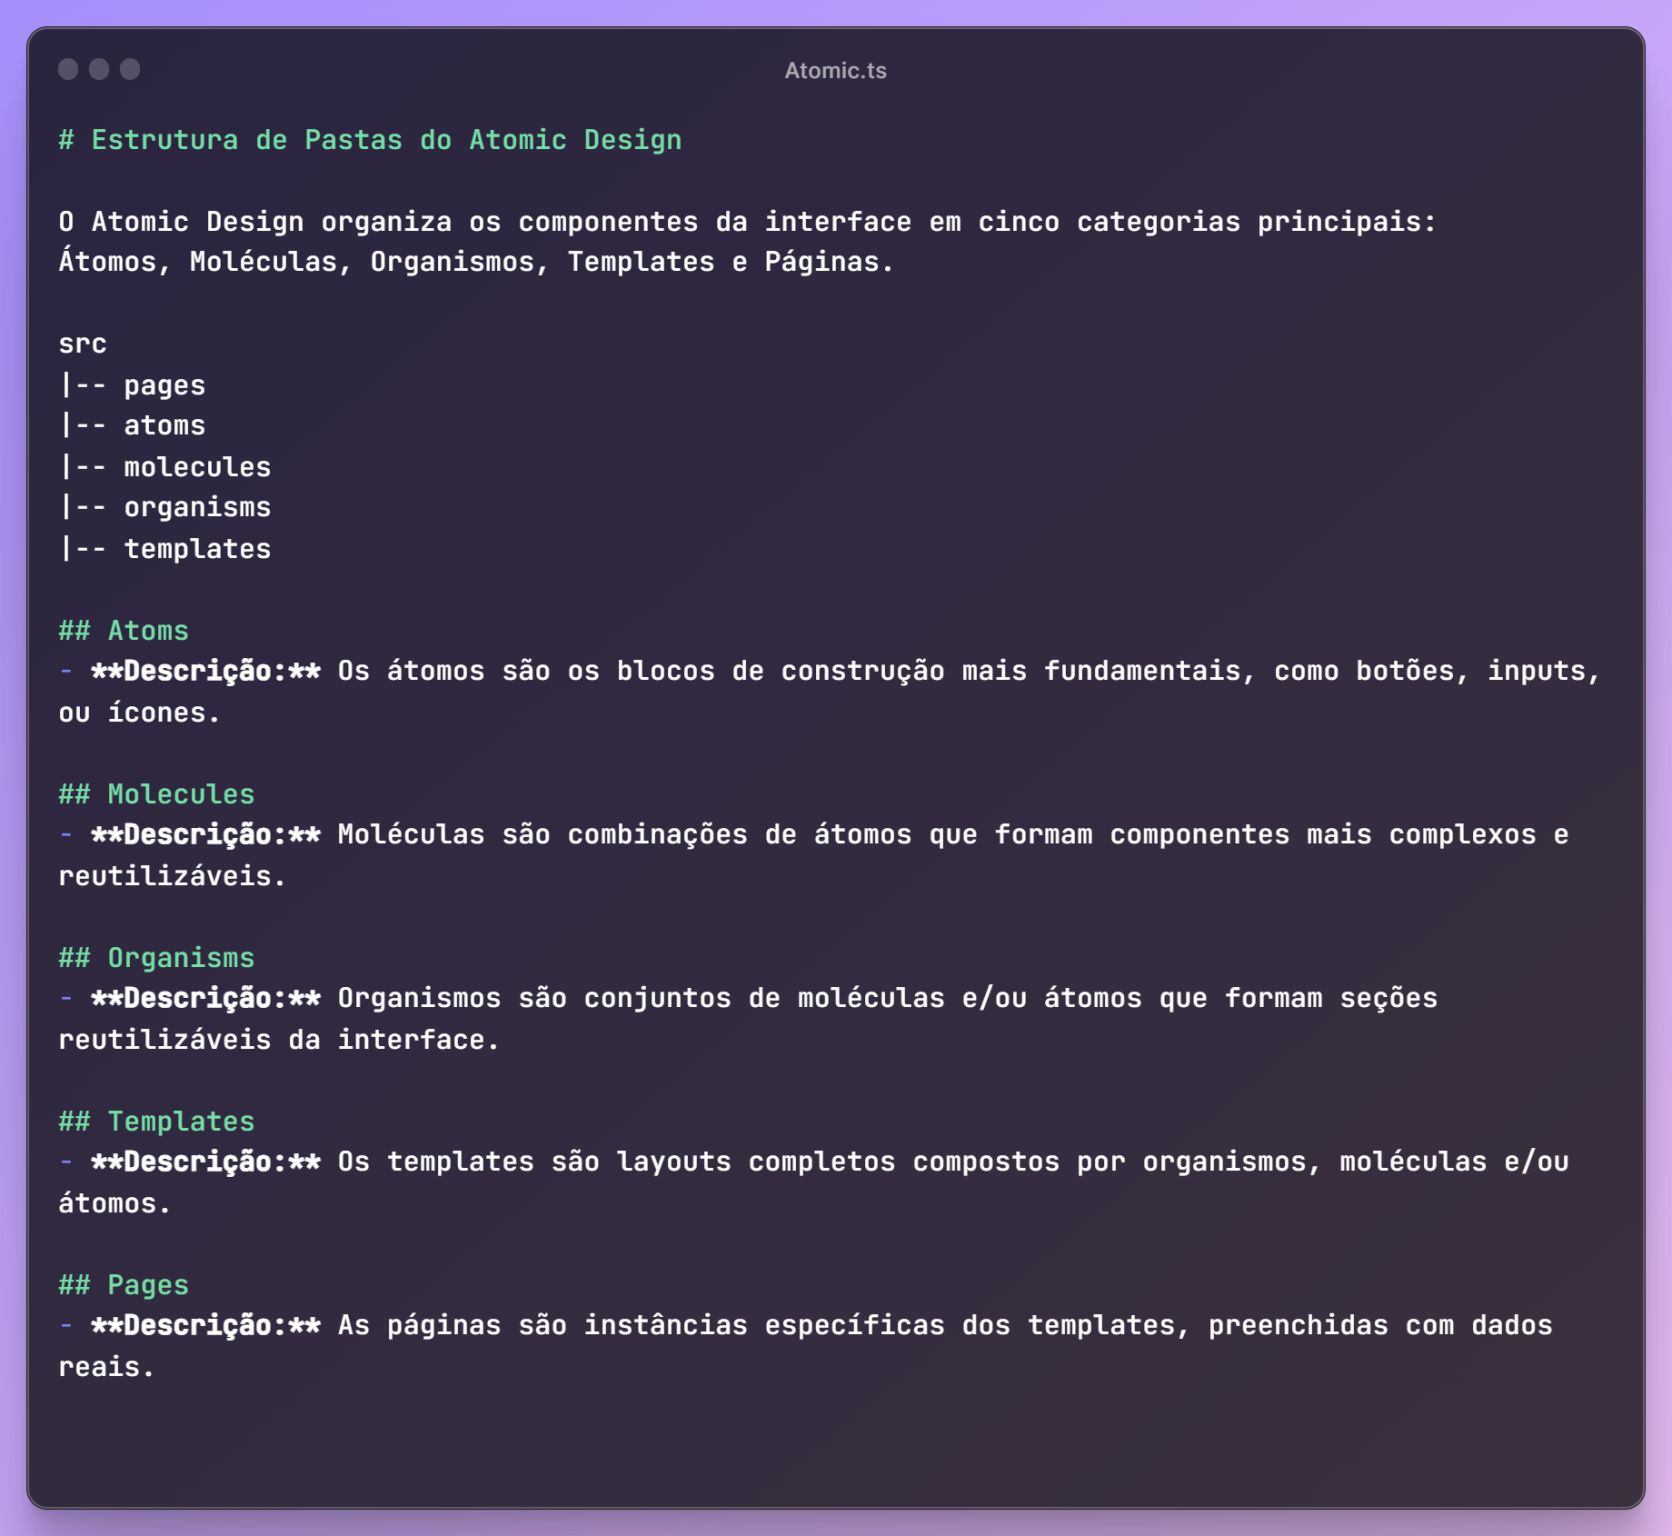 Atomic.ts
# Estrutura de Pastas do Atomic Design
O Atomic Design organiza os componentes da interface em cinco categorias principais:
Átomos, Moléculas, Organismos, Templates e Páginas.
src
|-- pages
|-- atoms
|-- molecules
|-- organisms
|-- templates
## Atoms
- **Descrição:** Os átomos são os blocos de construção mais fundamentais, como botões, inputs,
ou ícones.
## Molecules
- **Descrição:** Moléculas são combinações de átomos que formam componentes mais complexos e
reutilizáveis.
## Organisms
- **Descrição:** Organismos são conjuntos de moléculas e/ou átomos que formam seções
reutilizáveis da interface.
## Templates
- **Descrição:** Os templates são layouts completos compostos por organismos, moléculas e/ou
átomos.
## Pages
- **Descrição:** As páginas são instâncias específicas dos templates, preenchidas com dados
reais.